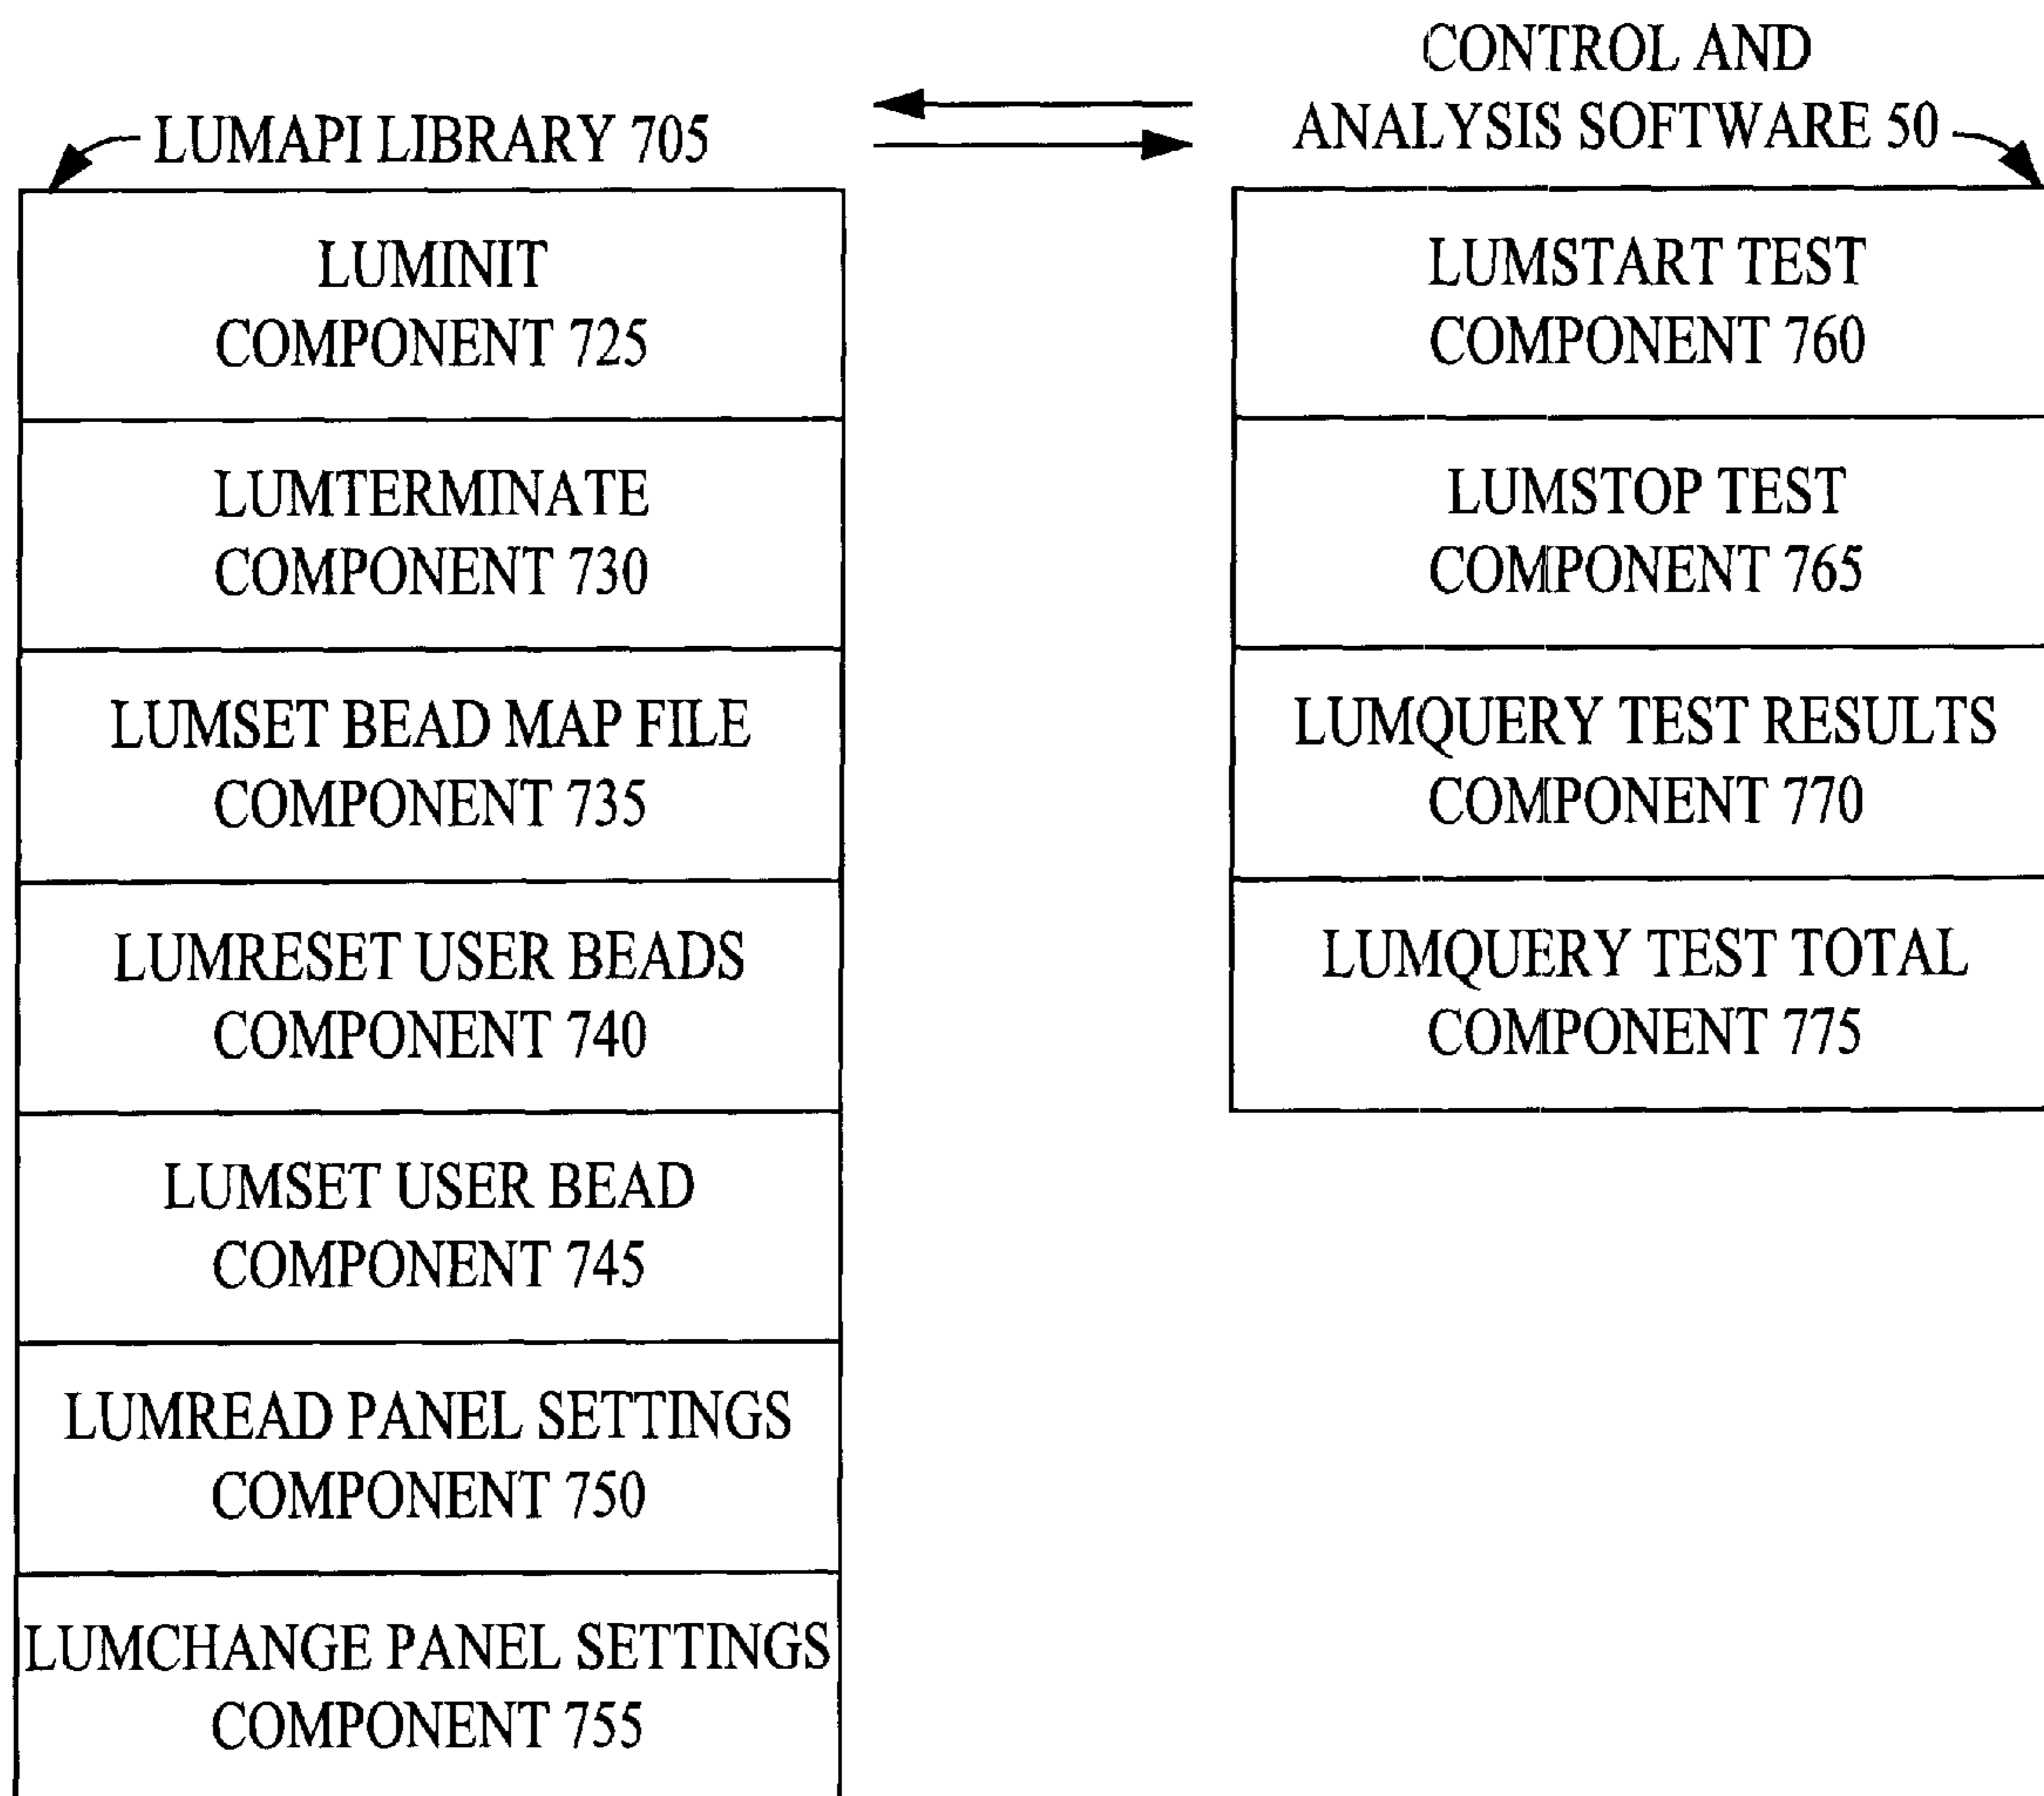 LUMAPI LIBRARY 705
LUMINIT
COMPONENT 725
LUMTERMINATE
COMPONENT 730
LUMSET BEAD MAP FILE
COMPONENT 735
LUMRESET USER BEADS
COMPONENT 740
LUMSET USER BEAD
COMPONENT 745
LUMREAD PANEL SETTINGS
COMPONENT 750
LUMCHANGE PANEL SETTINGS
COMPONENT 755
CONTROL AND
ANALYSIS SOFTWARE 50
LUMSTART TEST
COMPONENT 760
LUMSTOP TEST
COMPONENT 765
LUMQUERY TEST RESULTS
COMPONENT 770
LUMQUERY TEST TOTAL
COMPONENT 775